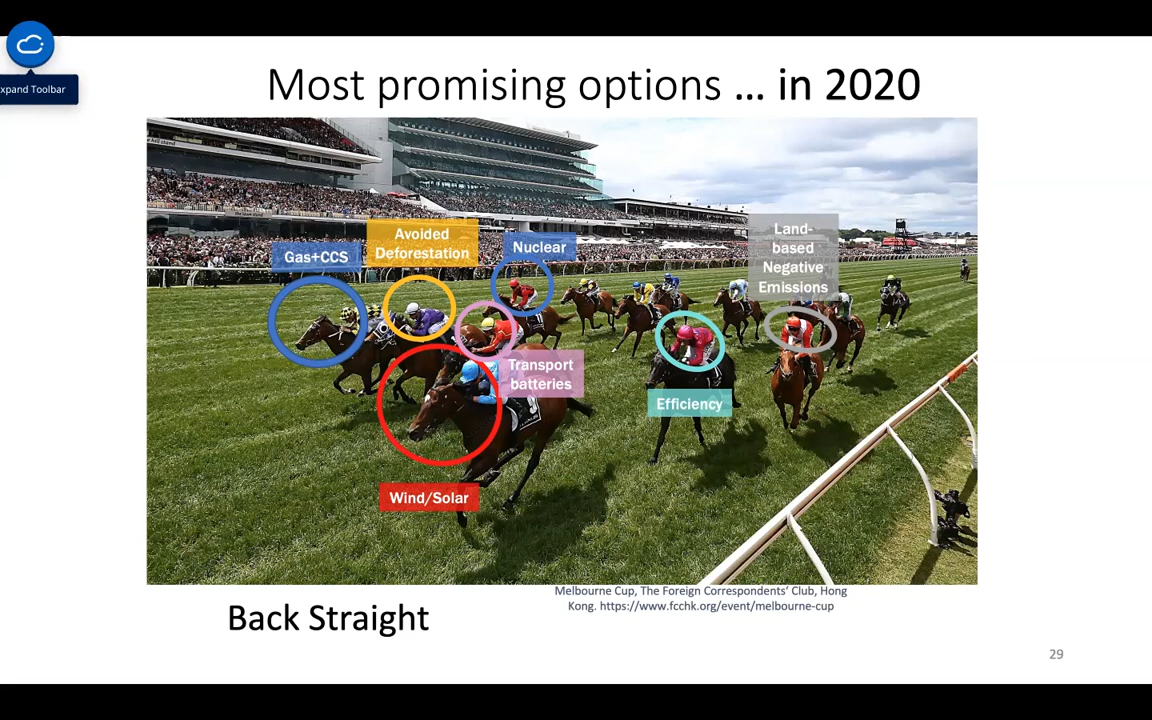 xpand Toolbar
Most promising options ... in 2020
Gas+CCS
Avoided
Deforestation
Nuclear
Land-
based
Negative
Emissions
Transport
batteries
Efficiency
Wind/Solar
Melbourne Cup, The Foreign Correspondents' Club, Hong
Kong. https://www.fcchk.org/event/melbourne-cup
Back Straight
29